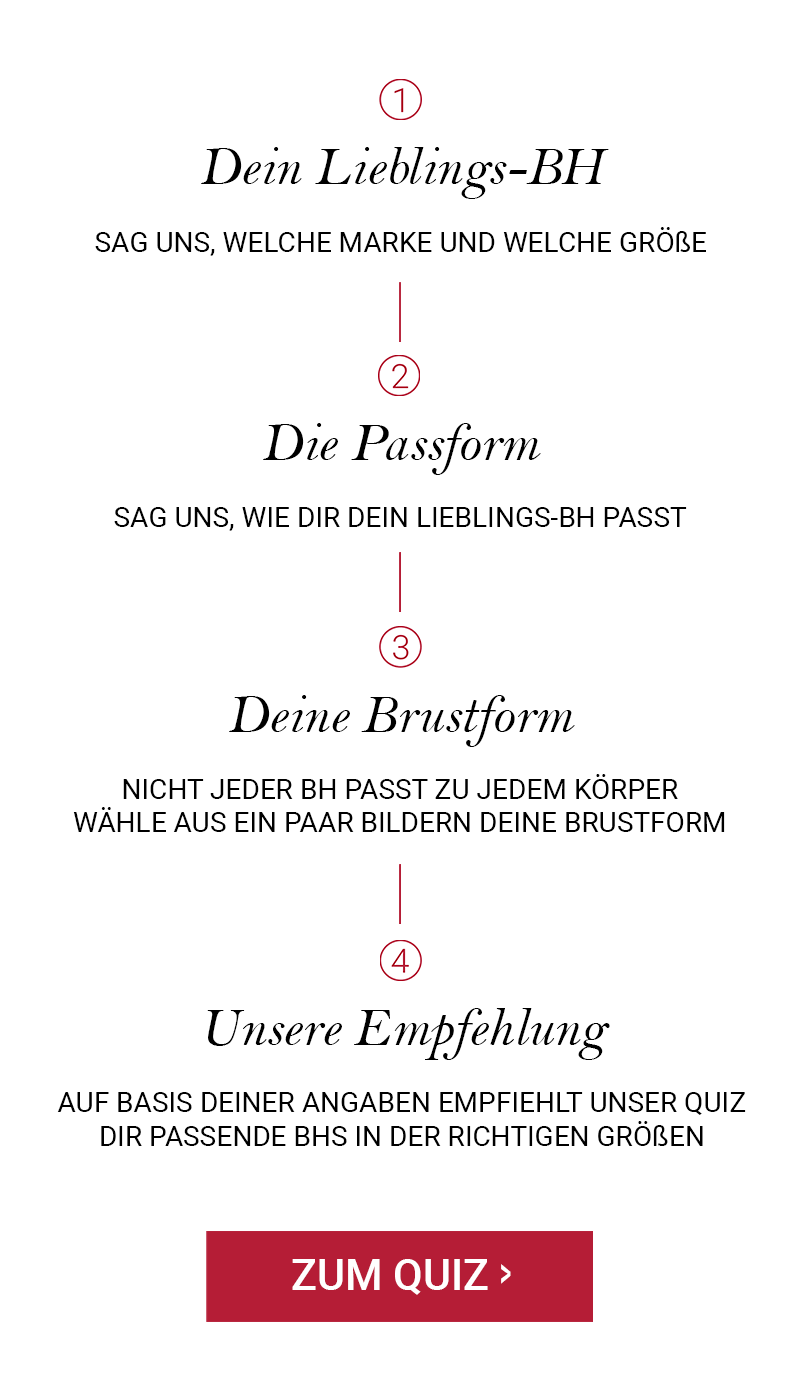 1
Dein Lieblings-BH
SAG UNS, WELCHE MARKE UND WELCHE GRÖßE
2
Die Passform
SAG UNS, WIE DIR DEIN LIEBLINGS-BH PASST
3
Deine Brustform
NICHT JEDER BH PASST ZU JEDEM KÖRPER
WÄHLE AUS EIN PAAR BILDERN DEINE BRUSTFORM
4
Unsere Empfehlung
AUF BASIS DEINER ANGABEN EMPFIEHLT UNSER QUIZ
DIR PASSENDE BHS IN DER RICHTIGEN GRÖßEN
ZUM QUIZ ›